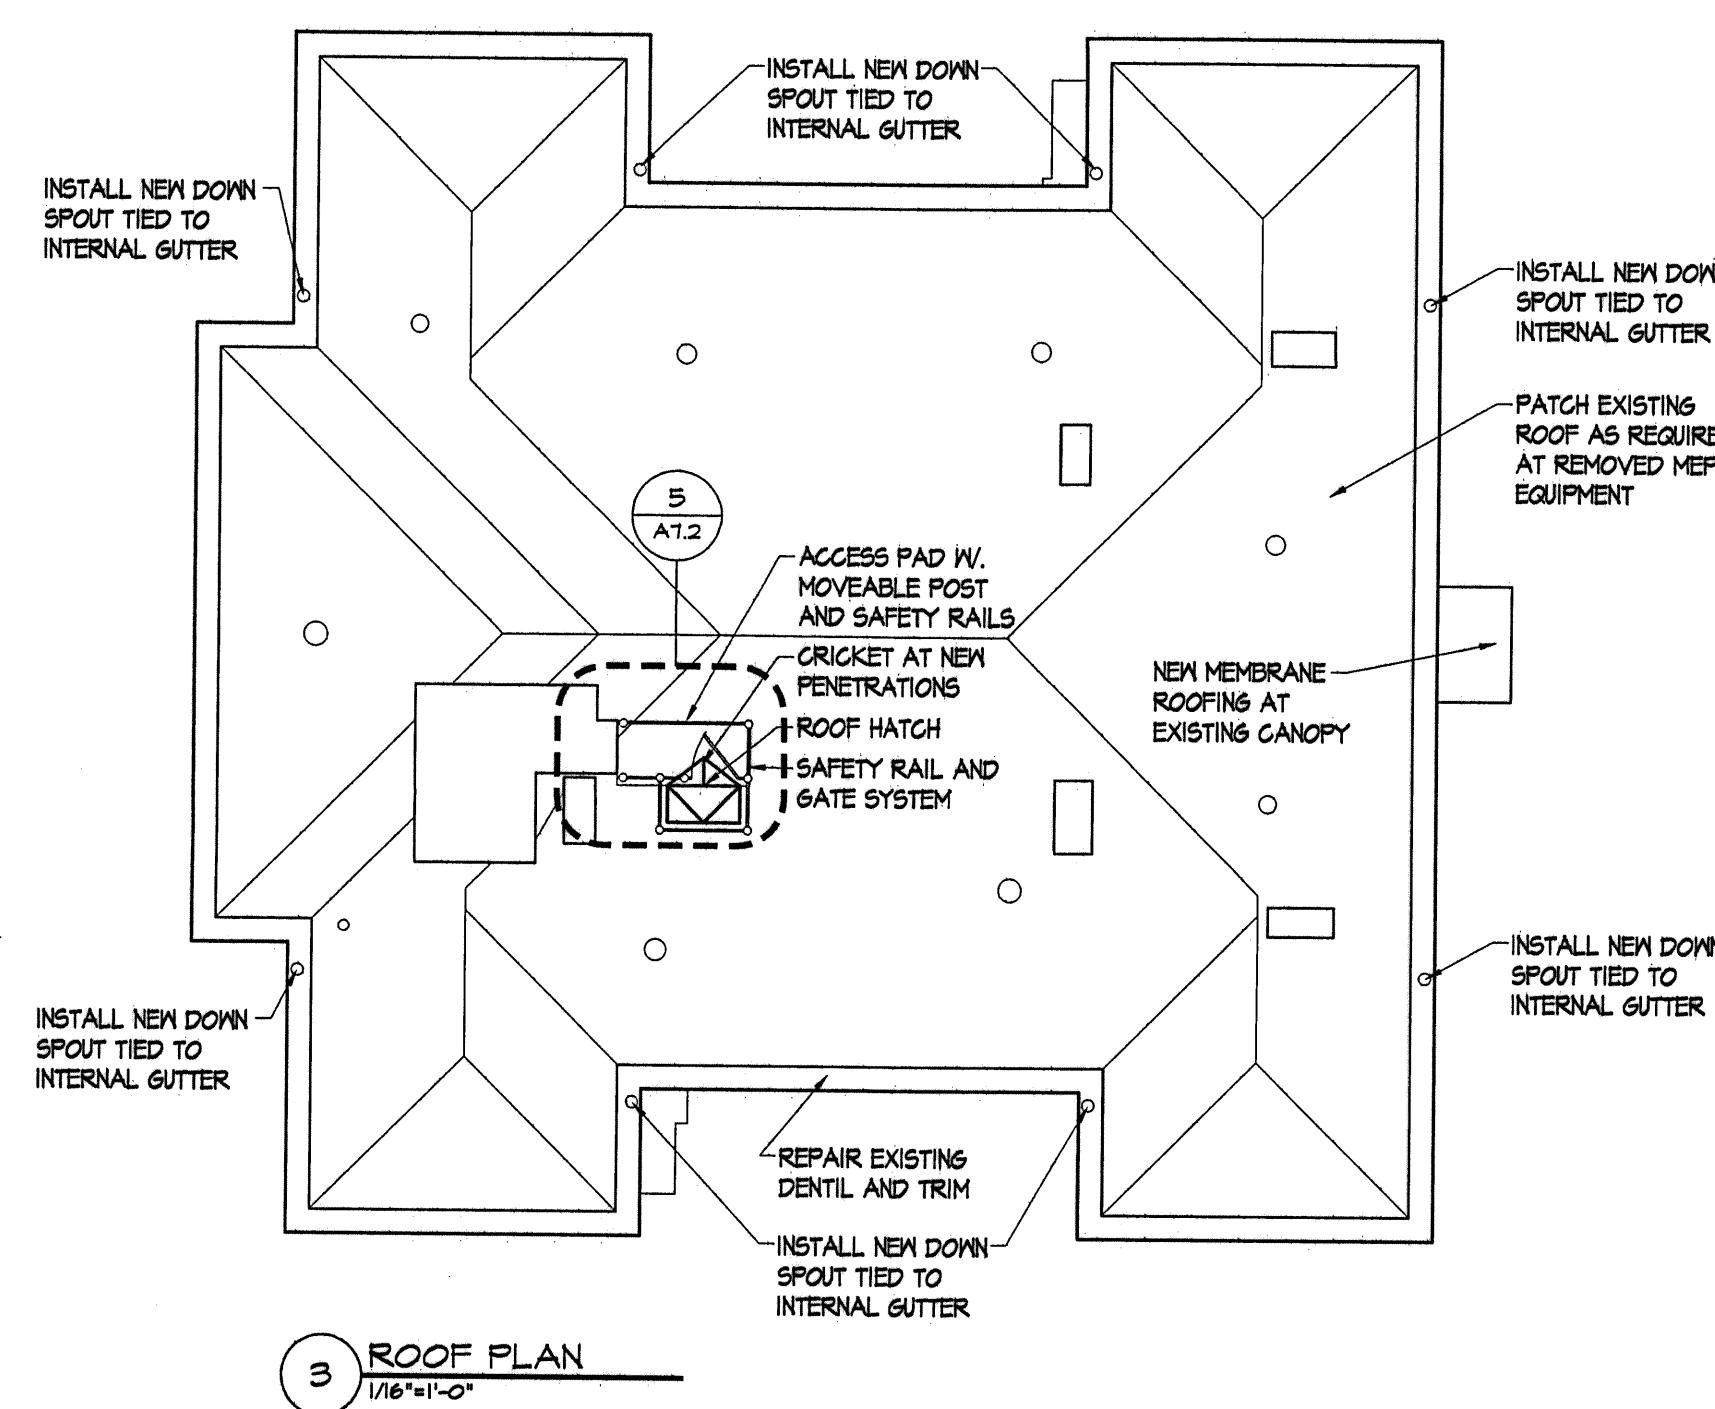 INSTALL NEW DOWN
SPOUT TIED TO
INTERNAL GUTTER
INSTALL NEW DOWN
SPOUT TIED TO
INTERNAL GUTTER
INSTALL NEW DOW
SPOUT TIED TO
INTERNAL GUTTER
PATCH EXISTING
ROOF AS REQUIRE
AT REMOVED MEP
EQUIPMENT
5
A7.2
ACCESS PAD W/.
MOVEABLE POST
AND SAFETY RAILS
CRICKET AT NEW
PENETRATIONS
ROOF HATCH
SAFETY RAIL AND
GATE SYSTEM
NEW MEMBRANE
ROOFING AT
EXISTING CANOPY
INSTALL NEW DOWN
SPOUT TIED TO
INTERNAL GUTTER
INSTALL NEW DOWN
SPOUT TIED TO
INTERNAL GUTTER
REPAIR EXISTING
DENTIL AND TRIM
INSTALL NEW DOWN
SPOUT TIED TO
INTERNAL GUTTER
3
ROOF PLAN
1/16"=1'-0"